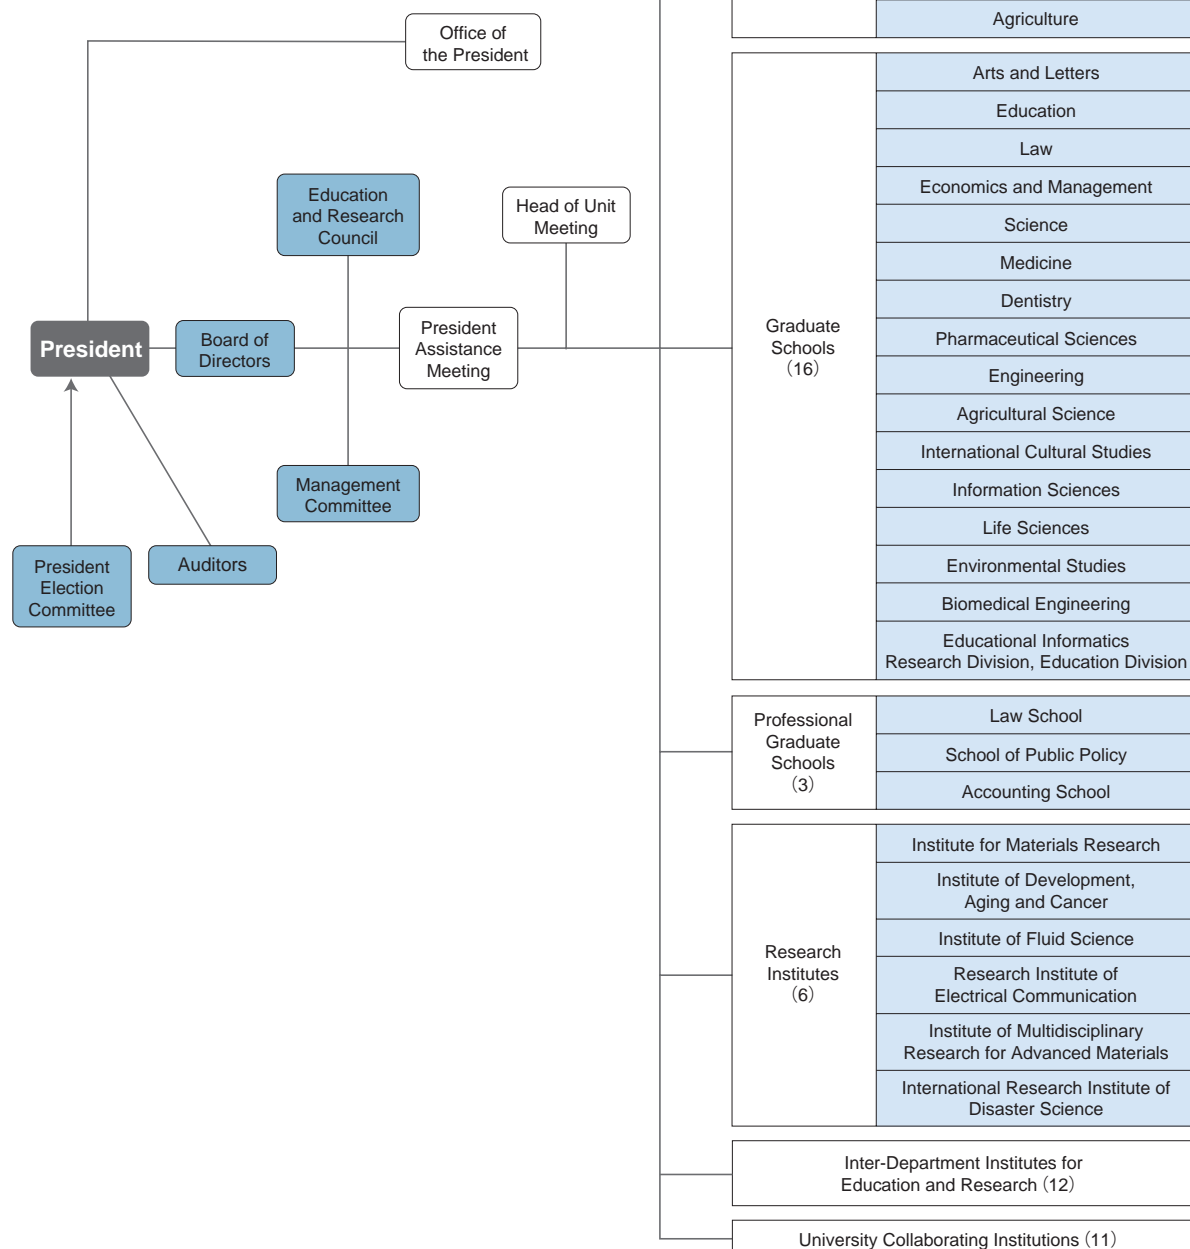 Office of
the President
Education
and Research
Council
Head of Unit
Meeting
President
Board of
Directors
President
Assistance
Meeting
Management
Committee
President
Election
Committee
Auditors
Agriculture
Graduate
Schools
(16)
Arts and Letters
Education
Law
Economics and Management
Science
Medicine
Dentistry
Pharmaceutical Sciences
Engineering
Agricultural Science
International Cultural Studies
Information Sciences
Life Sciences
Environmental Studies
Biomedical Engineering
Educational Informatics
Research Division, Education Division
Professional
Graduate
Schools
(3)
Law School
School of Public Policy
Accounting School
Research
Institutes
(6)
Institute for Materials Research
Institute of Development,
Aging and Cancer
Institute of Fluid Science
Research Institute of
Electrical Communication
Institute of Multidisciplinary
Research for Advanced Materials
International Research Institute of
Disaster Science
Inter-Department Institutes for
Education and Research (12)
University Collaborating Institutions (11)